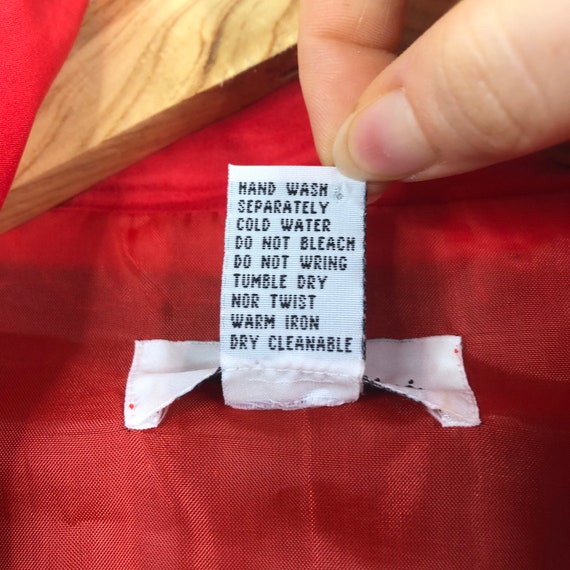 HAND WASH
SEPARATELY
COLD WATER
DO NOT BLEACH
DO NOT WRING
TUMBLE DRY
NOR TWIST
WARM IRON
DRY CLEANABLE